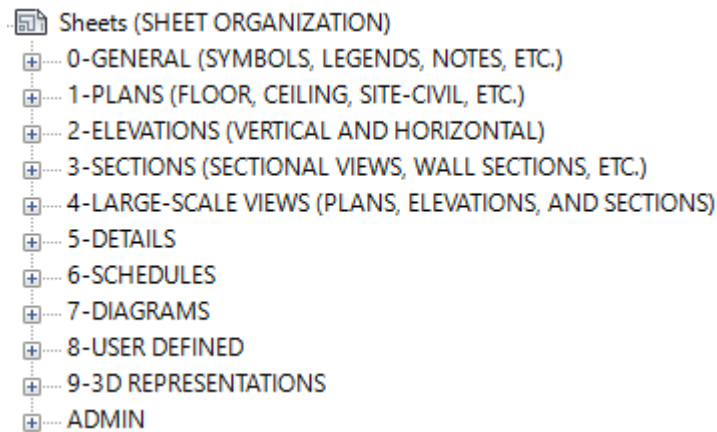 Sheets (SHEET ORGANIZATION)
0-GENERAL (SYMBOLS, LEGENDS, NOTES, ETC.)
1-PLANS (FLOOR, CEILING, SITE-CIVIL, ETC.)
2-ELEVATIONS (VERTICAL AND HORIZONTAL)
3-SECTIONS (SECTIONAL VIEWS, WALL SECTIONS, ETC.)
4-LARGE-SCALE VIEWS (PLANS, ELEVATIONS, AND SECTIONS)
5-DETAILS
6-SCHEDULES
7-DIAGRAMS
8-USER DEFINED
9-3D REPRESENTATIONS
ADMIN